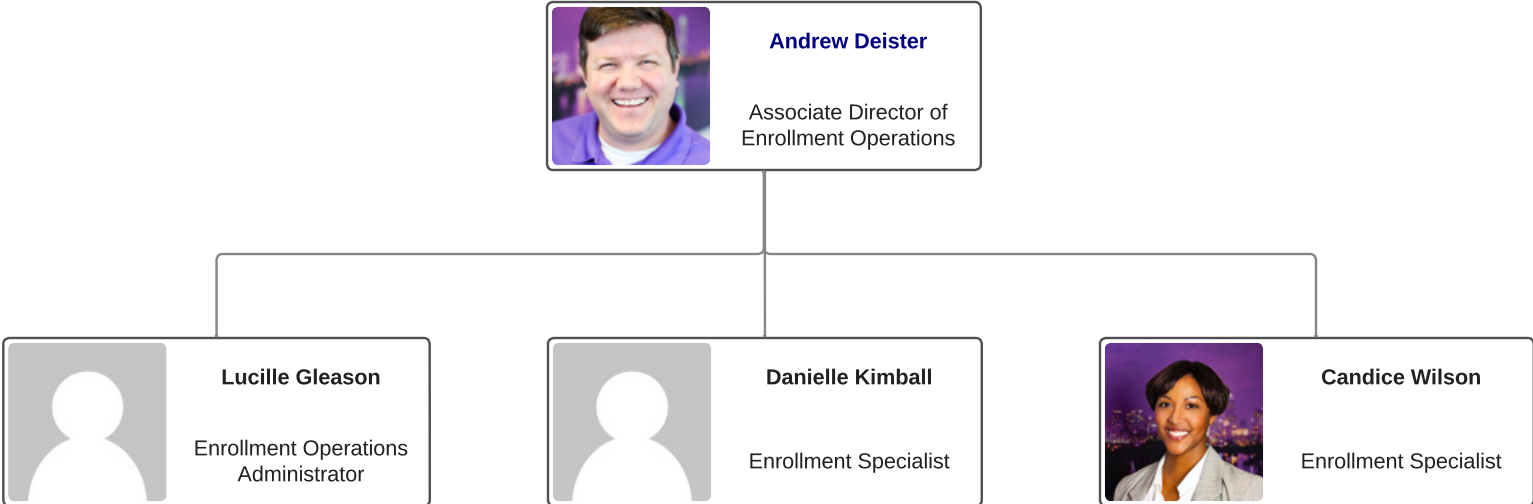 Andrew Deister
Associate Director of
Enrollment Operations
Lucille Gleason
Enrollment Operations
Administrator
Danielle Kimball
Enrollment Specialist
Candice Wilson
Enrollment Specialist